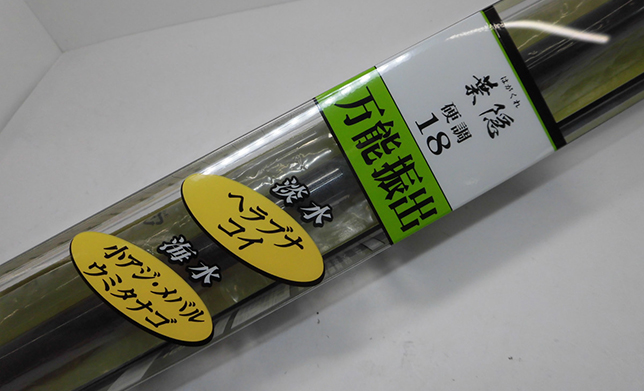 はがくれ
葉隠
硬調
18
万能振出
淡水
ヘラブナ
コイ
海水
小アジ・メバル
ウミタナゴ